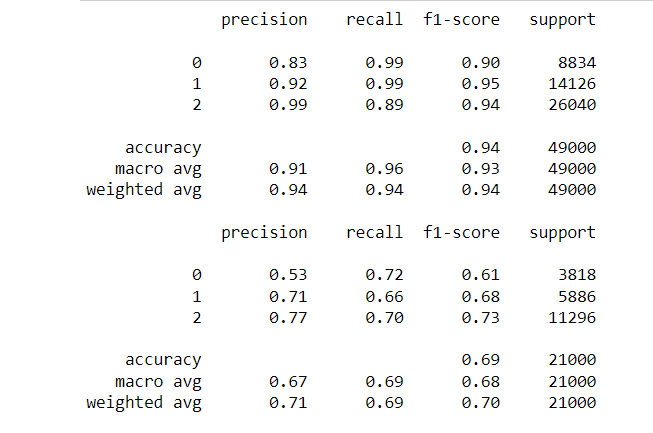 precision recall f1-score support
0 0.83 0.99 0.90 8834
1 0.92 0.99 0.95 14126
2 0.99 0.89 0.94 26040
accuracy 0.94 49000
macro avg 0.91 0.96 0.93 49000
weighted avg 0.94 0.94 0.94 49000
precision recall f1-score support
0 0.53 0.72 0.61 3818
1 0.71 0.66 0.68 5886
2 0.77 0.70 0.73 11296
accuracy 0.69 21000
macro avg 0.67 0.69 0.68 21000
weighted avg 0.71 0.69 0.70 21000